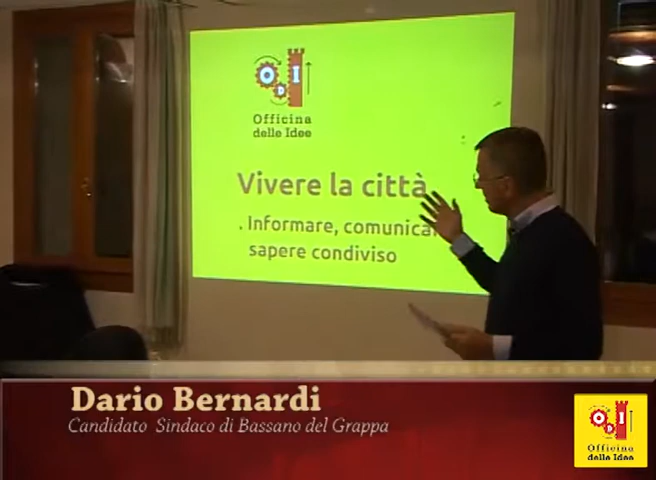 O D I
Officina
delle Idee
Vivere la città
. Informare, comunica
sapere condiviso
Dario Bernardi
Candidato Sindaco di Bassano del Grappa
O D I
Officina
delle Idee